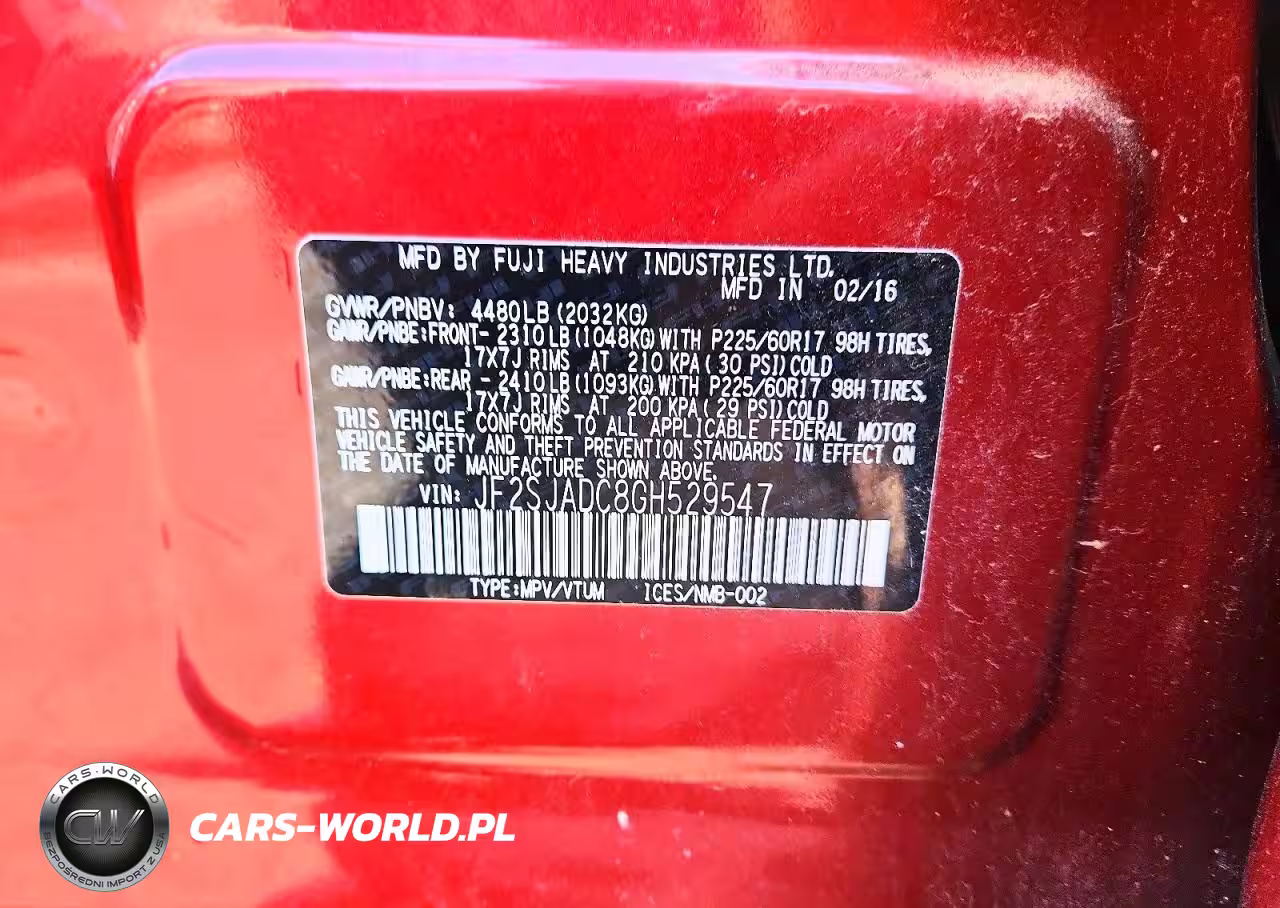 MFD BY FUJI HEAVY INDUSTRIES LTD.
MFD IN 02/16
GVWR/PNBV: 4480LB (2032KG)
GAWR/PNBE:FRONT- 2310LB (1048KG) WITH P225/60R17 98H TIRES,
17X7J RIMS AT 210 KPA ( 30 PSI) COLD
GAWR/PNBE:REAR - 2410LB (1093KG) WITH P225/60R17 98H TIRES,
17X7J RIMS AT 200 KPA ( 29 PSI) COLD
THIS VEHICLE CONFORMS TO ALL APPLICABLE FEDERAL MOTOR
VEHICLE SAFETY AND THEFT PREVENTION STANDARDS IN EFFECT ON
THE DATE OF MANUFACTURE SHOWN ABOVE.
VIN: JF2SJADC8GH529547
TYPE:MPV/VTUM ICES/NMB-002
CARS-WORLD
CW
BEZPOŚREDNI IMPORT Z USA
CARS-WORLD.PL